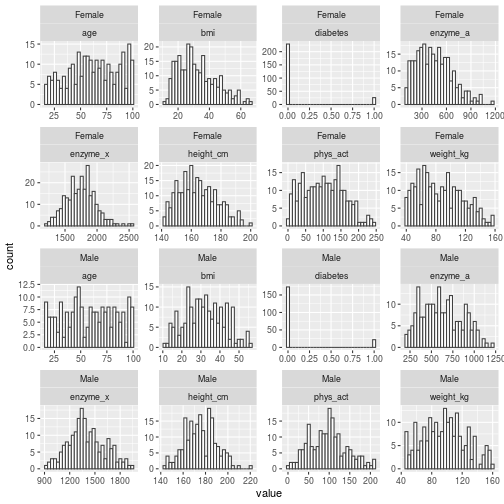 Female Female Female Female
age bmi diabetes enzyme_a
15 10 5 0
20 15 10 5 0
200 150 100 50 0
15 10 5 0
25 50 75 100
20 40 60
0.00 0.25 0.50 0.75 1.00
300 600 900 1200
Female Female Female Female
enzyme_x height_cm phys_act weight_kg
20 10 0
20 15 10 5 0
15 10 5 0
15 10 5 0
1500 2000 2500
140 160 180 200
0 50 100 150 200 250
40 80 120 160
count
Male Male Male Male
age bmi diabetes enzyme_a
12.5 10.0 7.5 5.0 2.5 0.0
15 10 5 0
150 100 50 0
10 5 0
25 50 75 100
10 20 30 40 50
0.00 0.25 0.50 0.75 1.00
250 500 750 1000 1250
Male Male Male Male
enzyme_x height_cm phys_act weight_kg
15 10 5 0
15 10 5 0
15 10 5 0
10 5 0
900 1200 1500 1800
140 160 180 200 220
0 50 100 150 200
40 80 120 160
value